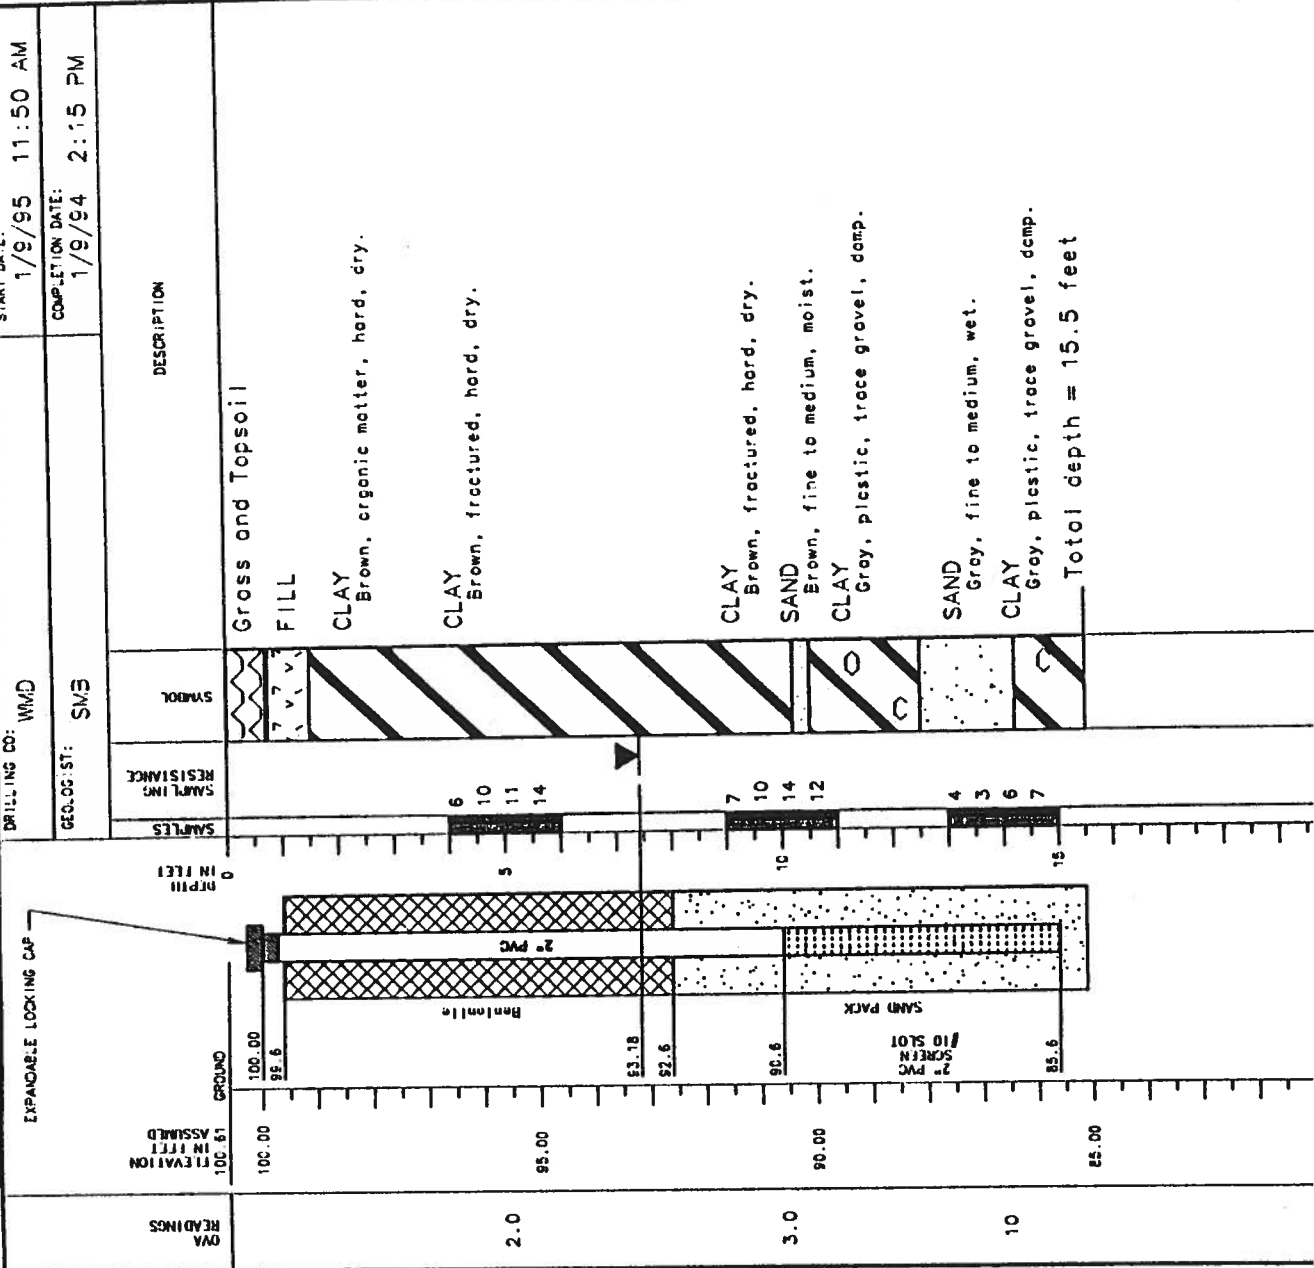 DRILLING CO: WMD
START DATE:
1/9/95 11:50 AM
GEOLOGIST: SMB
COMPLETION DATE:
1/9/94 2:15 PM
EXPANDABLE LOCKING CAP
OVA
READINGS
ELEVATION
IN FEET
ASSUMED
DEPTH
IN FEET
SAMPLES
SAMPLING
RESISTANCE
SYMBOL
DESCRIPTION
100.61 GROUND
0
Grass and Topsoil
100.00
100.00
99.6
FILL
CLAY
Brown, organic matter, hard, dry.
CLAY
Brown, fractured, hard, dry.
6
10
11
14
2.0
95.00
5
2" PVC
Bentonite
93.18
92.6
CLAY
Brown, fractured, hard, dry.
7
10
14
12
SAND
Brown, fine to medium, moist.
3.0
90.00
90.6
10
CLAY
Gray, plastic, trace gravel, damp.
SAND PACK
2" PVC
SCREEN
#10 SLOT
SAND
Gray, fine to medium, wet.
4
3
6
7
10
CLAY
Gray, plastic, trace gravel, damp.
85.6
15
85.00
Total depth = 15.5 feet